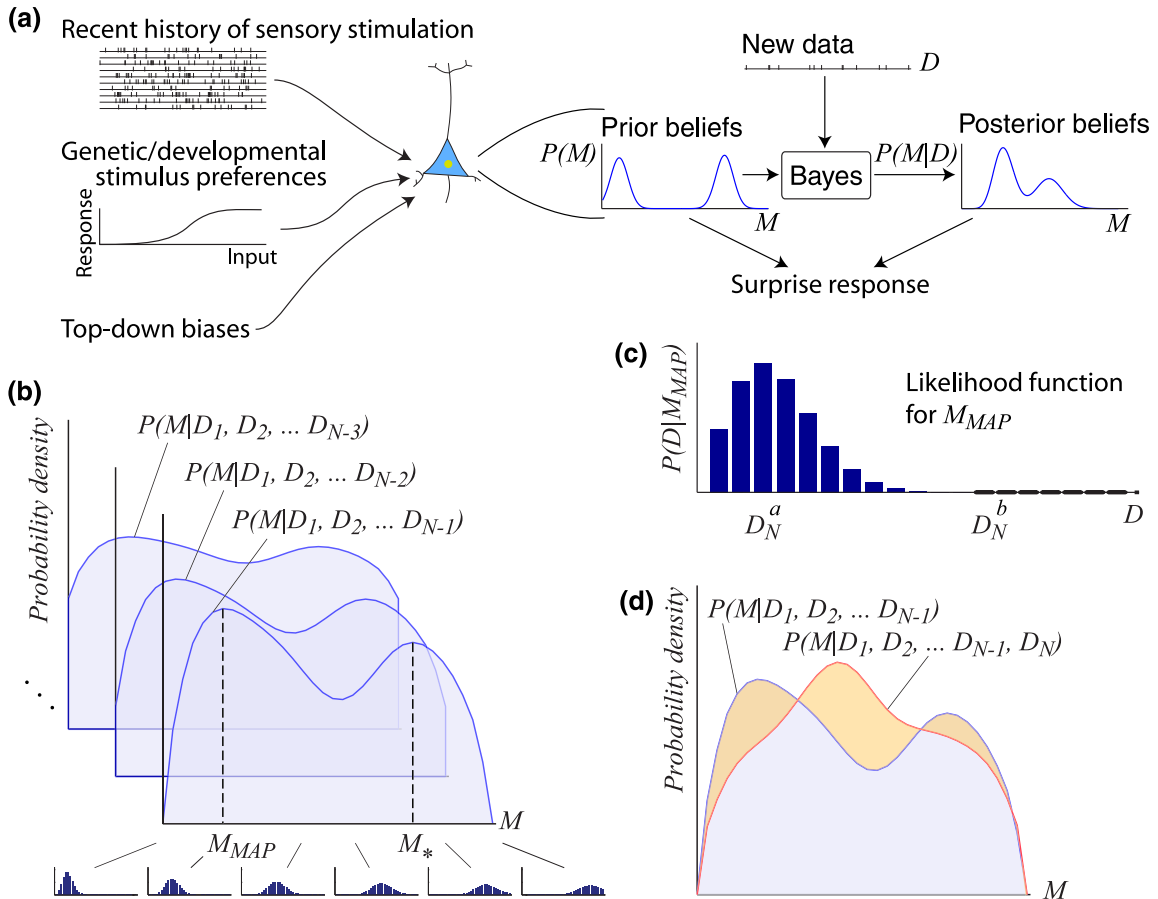 (a)
Recent history of sensory stimulation
Genetic/developmental
stimulus preferences
Response
Input
Top-down biases
New data
D
Prior beliefs
P(M)
M
Bayes
P(M|D)
Posterior beliefs
M
Surprise response
(b)
Probability density
P(M|D1, D2, ... DN-3)
P(M|D1, D2, ... DN-2)
P(M|D1, D2, ... DN-1)
M
MMAP
M*
(c)
P(D|MMAP)
Likelihood function
for MMAP
D
DNa
DNb
(d)
Probability density
P(M|D1, D2, ... DN-1)
P(M|D1, D2, ... DN-1, DN)
M